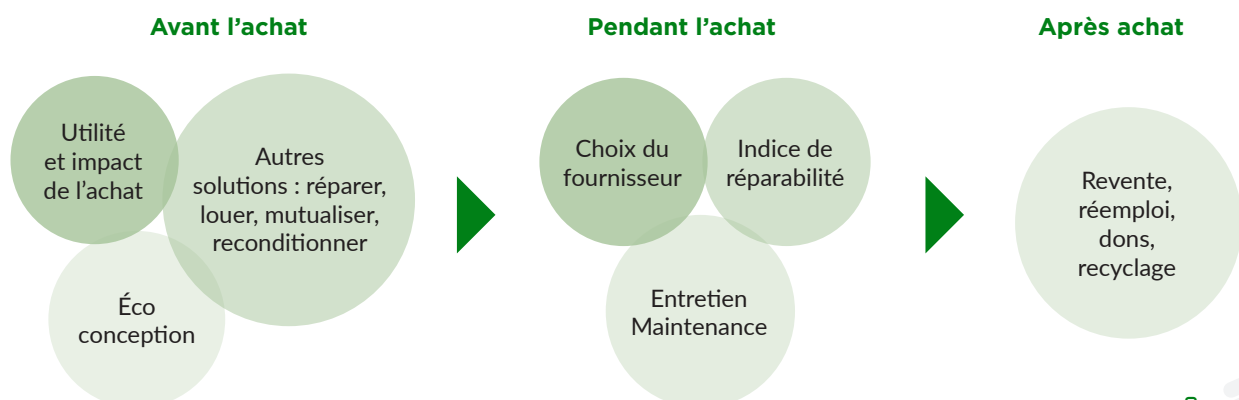 Avant l’achat
Utilité
et impact
de l’achat
Autres
solutions : réparer,
louer, mutualiser,
reconditionner
Éco
conception
Pendant l’achat
Choix du
fournisseur
Indice de
réparabilité
Entretien
Maintenance
Après achat
Revente,
réemploi,
dons,
recyclage